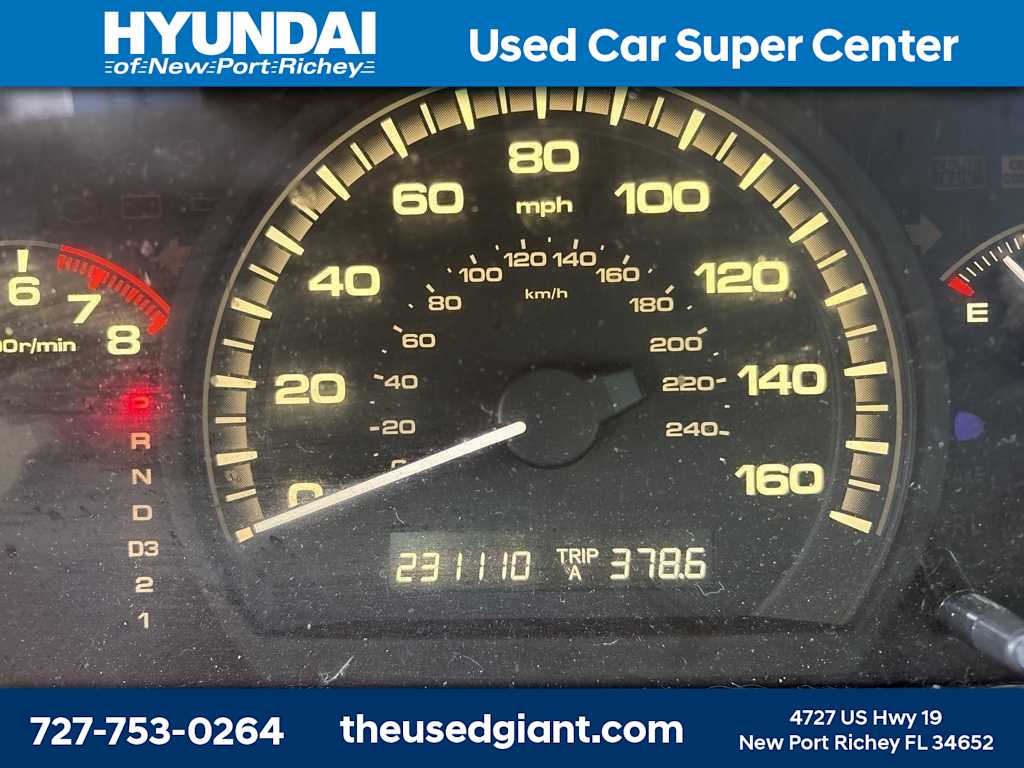 HYUNDAI
of New Port Richey
Used Car Super Center
80
60
mph
100
120
140
100
160
40
km/h
120
80
180
6
7
8
00r/min
60
200
E
20
40
220
140
P
20
240
R
0
160
N
0
D
D3
231110 TRIP A 378.6
2
1
727-753-0264
theusedgiant.com
4727 US Hwy 19
New Port Richey FL 34652